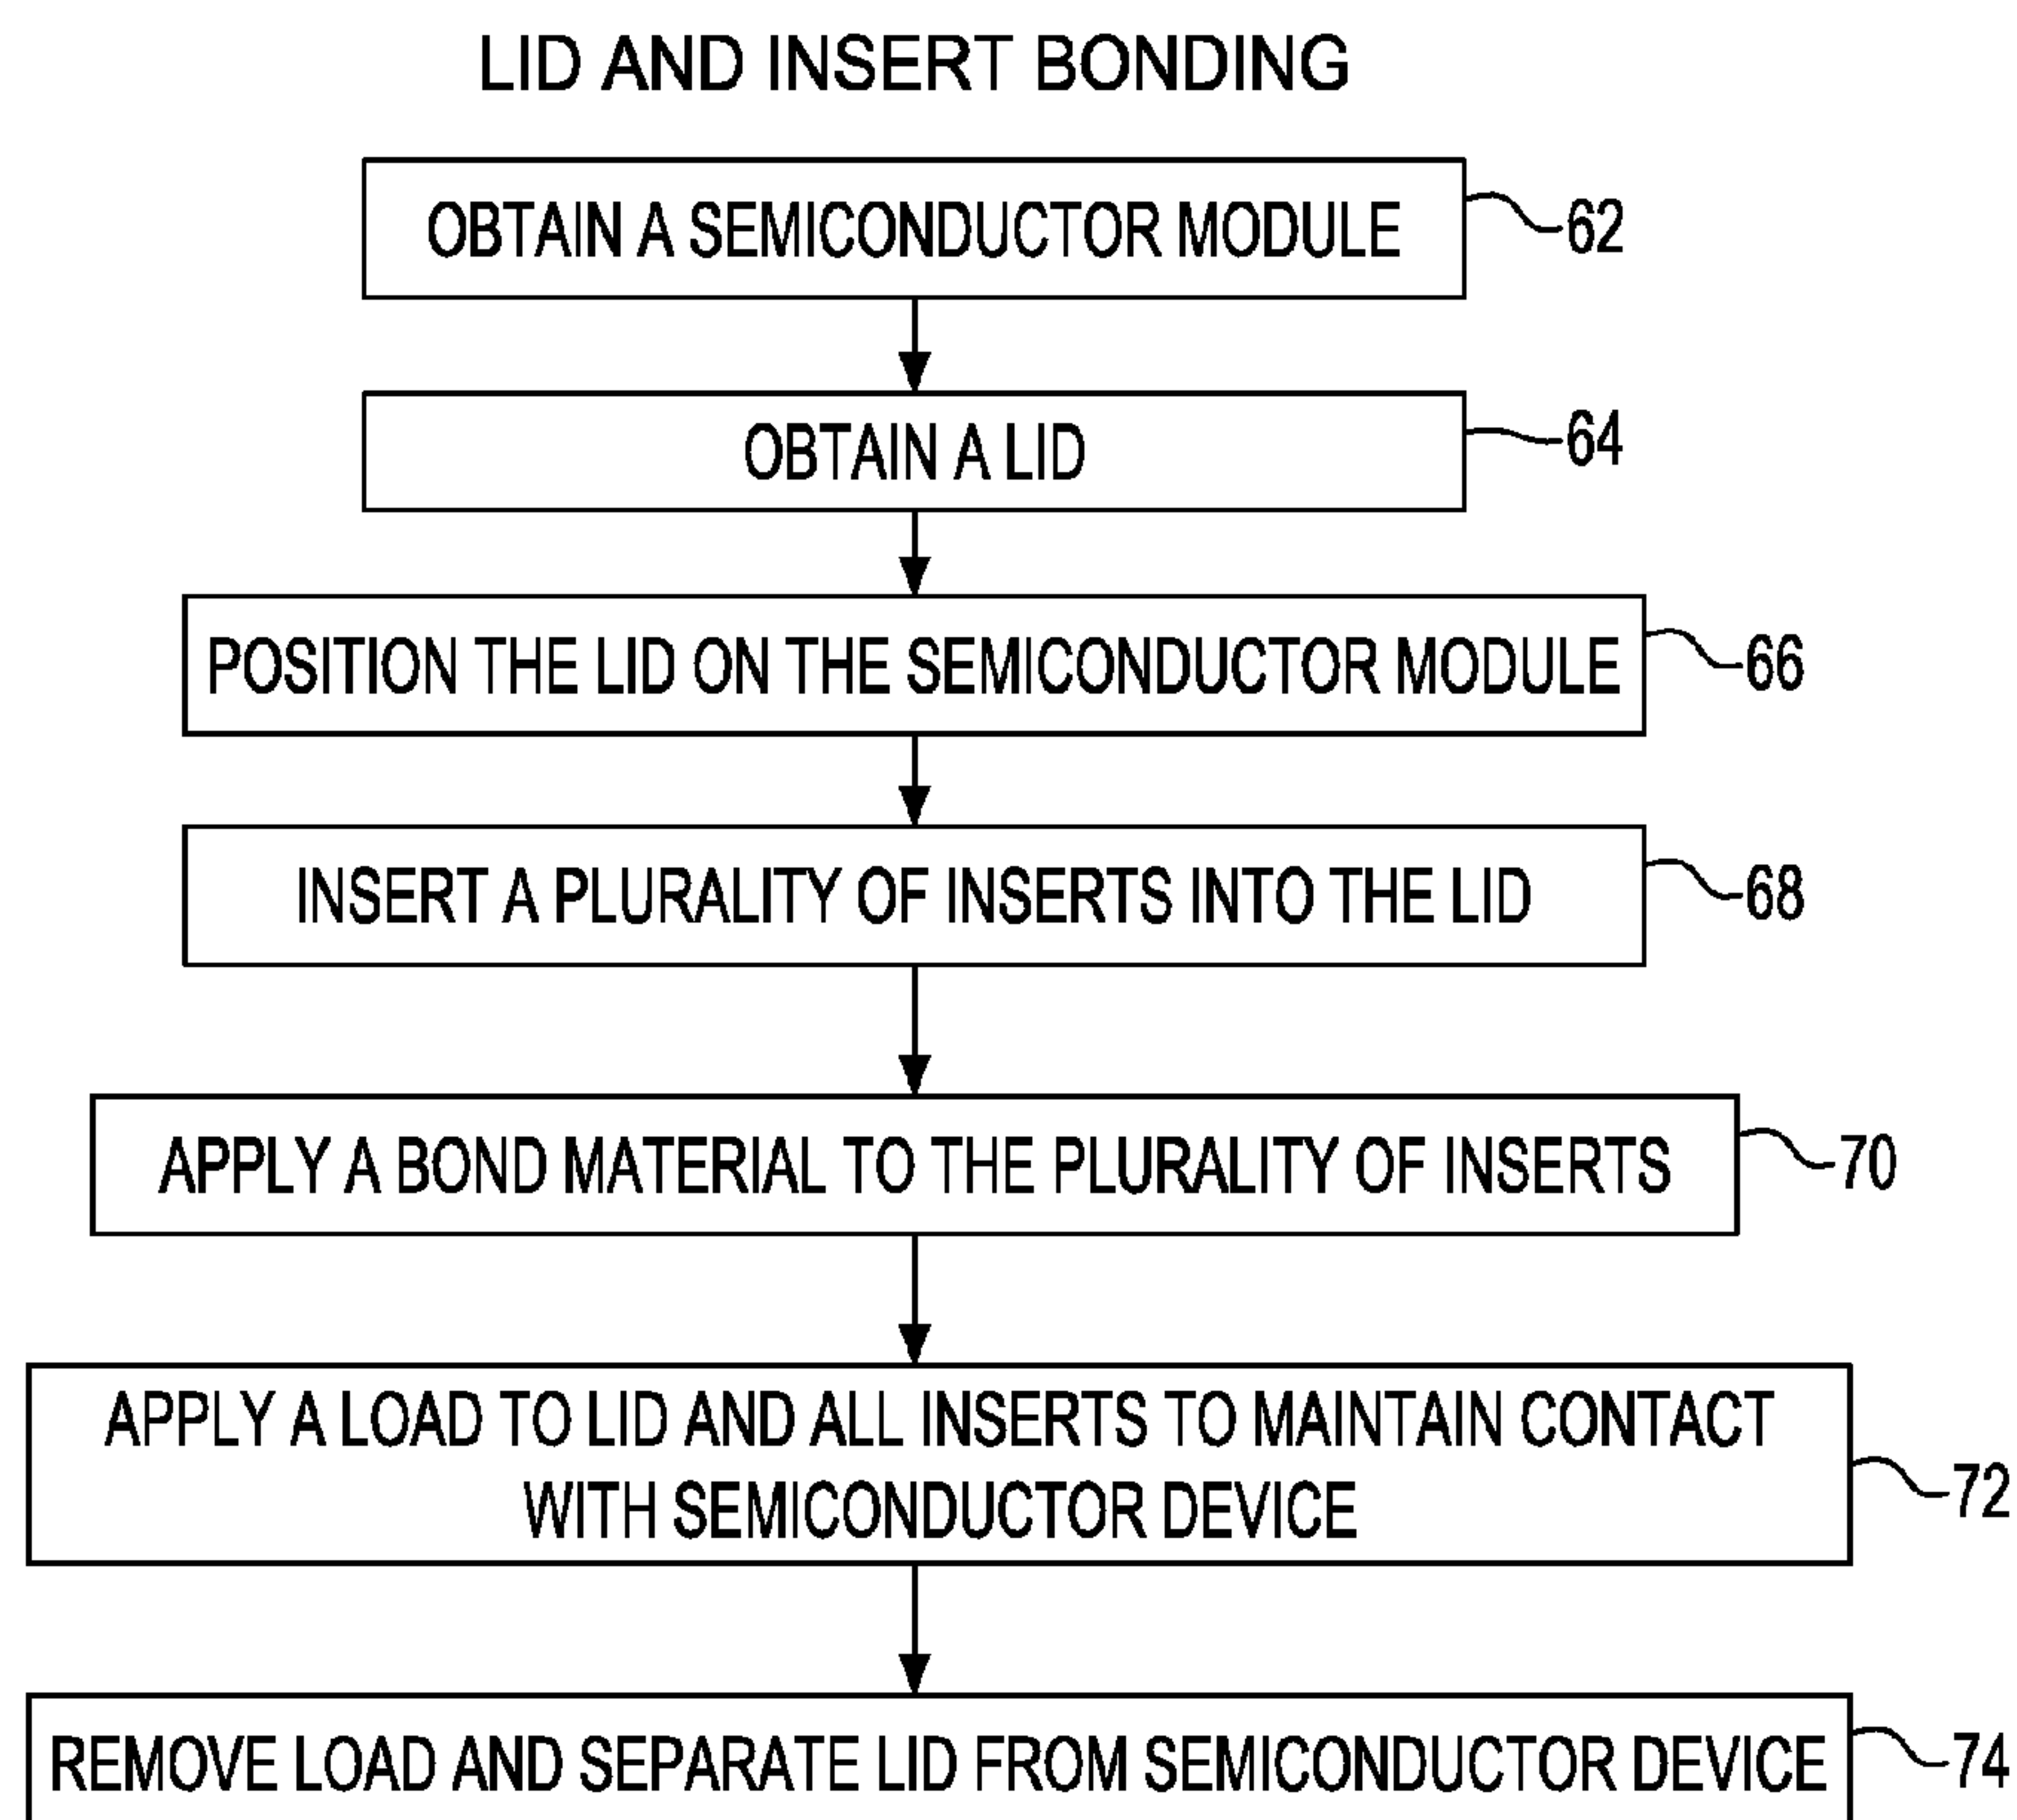 LID AND INSERT BONDING
OBTAIN A SEMICONDUCTOR MODULE
62
OBTAIN A LID
64
POSITION THE LID ON THE SEMICONDUCTOR MODULE
66
INSERT A PLURALITY OF INSERTS INTO THE LID
68
APPLY A BOND MATERIAL TO THE PLURALITY OF INSERTS
70
APPLY A LOAD TO LID AND ALL INSERTS TO MAINTAIN CONTACT
WITH SEMICONDUCTOR DEVICE
72
REMOVE LOAD AND SEPARATE LID FROM SEMICONDUCTOR DEVICE
74